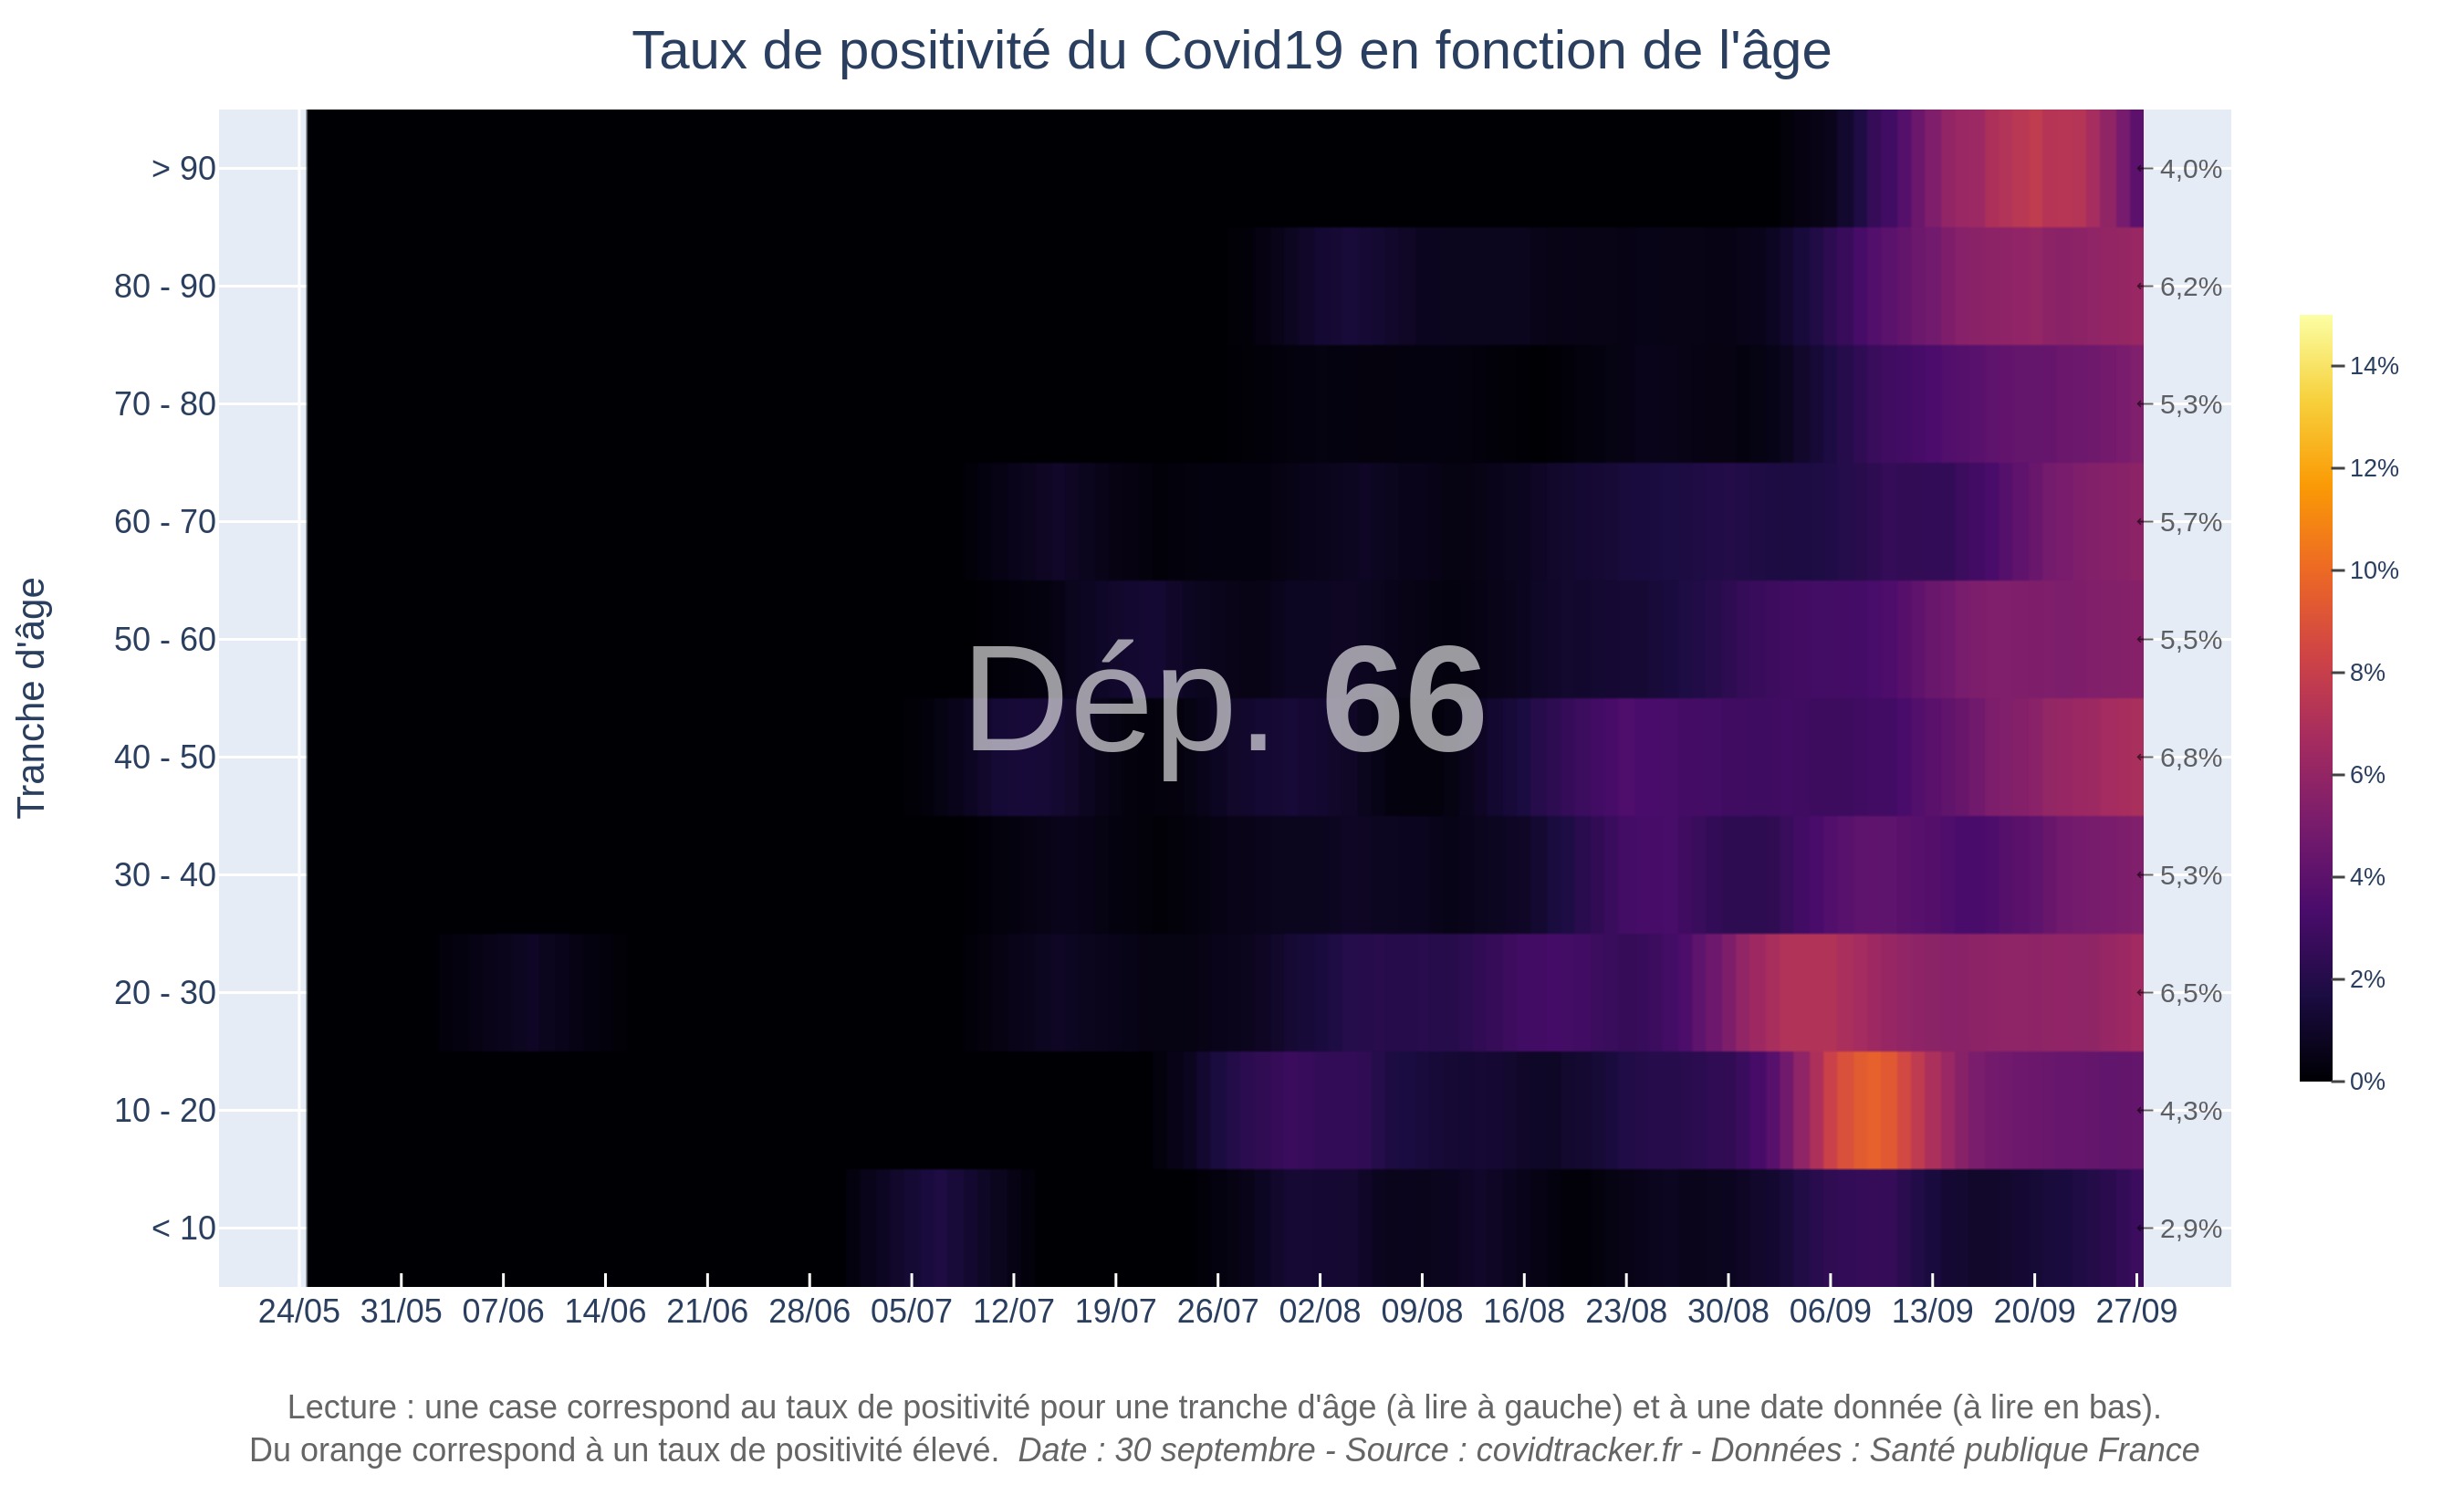 Taux de positivité du Covid19 en fonction de l'âge
Tranche d'âge
> 90
80 - 90
70 - 80
60 - 70
50 - 60
40 - 50
30 - 40
20 - 30
10 - 20
< 10
Dép. 66
4,0%
6,2%
5,3%
5,7%
5,5%
6,8%
5,3%
6,5%
4,3%
2,9%
14%
12%
10%
8%
6%
4%
2%
0%
24/05 31/05 07/06 14/06 21/06 28/06 05/07 12/07 19/07 26/07 02/08 09/08 16/08 23/08 30/08 06/09 13/09 20/09 27/09
Lecture : une case correspond au taux de positivité pour une tranche d'âge (à lire à gauche) et à une date donnée (à lire en bas).
Du orange correspond à un taux de positivité élevé. Date : 30 septembre - Source : covidtracker.fr - Données : Santé publique France